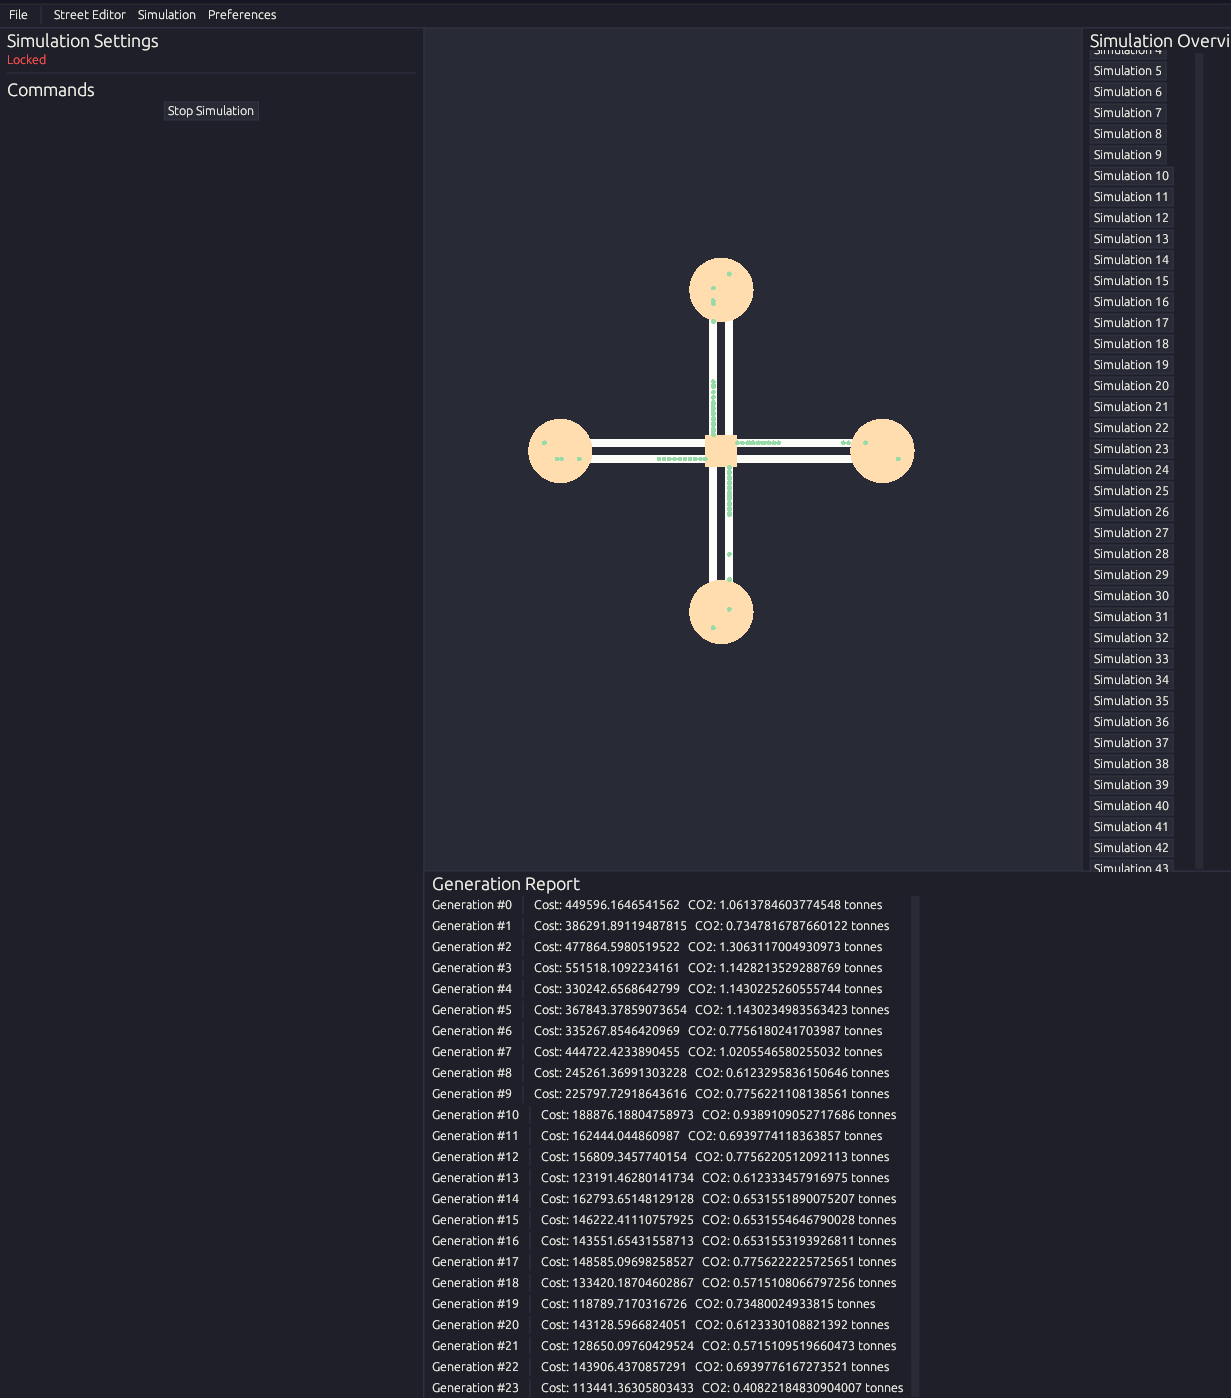 File Street Editor Simulation Preferences
Simulation Settings
Locked
Commands
Stop Simulation
Simulation Overvi
Simulation 4
Simulation 5
Simulation 6
Simulation 7
Simulation 8
Simulation 9
Simulation 10
Simulation 11
Simulation 12
Simulation 13
Simulation 14
Simulation 15
Simulation 16
Simulation 17
Simulation 18
Simulation 19
Simulation 20
Simulation 21
Simulation 22
Simulation 23
Simulation 24
Simulation 25
Simulation 26
Simulation 27
Simulation 28
Simulation 29
Simulation 30
Simulation 31
Simulation 32
Simulation 33
Simulation 34
Simulation 35
Simulation 36
Simulation 37
Simulation 38
Simulation 39
Simulation 40
Simulation 41
Simulation 42
Simulation 43
Generation Report
Generation #0 Cost: 449596.1646541562 CO2: 1.0613784603774548 tonnes
Generation #1 Cost: 386291.89119487815 CO2: 0.7347816787660122 tonnes
Generation #2 Cost: 477864.5980519522 CO2: 1.3063117004930973 tonnes
Generation #3 Cost: 551518.1092234161 CO2: 1.1428213529288769 tonnes
Generation #4 Cost: 330242.6568642799 CO2: 1.1430225260555744 tonnes
Generation #5 Cost: 367843.37859073654 CO2: 1.1430234983563423 tonnes
Generation #6 Cost: 335267.8546420969 CO2: 0.7756180241703987 tonnes
Generation #7 Cost: 444722.4233890455 CO2: 1.0205546580255032 tonnes
Generation #8 Cost: 245261.36991303228 CO2: 0.6123295836150646 tonnes
Generation #9 Cost: 225797.72918643616 CO2: 0.7756221108138561 tonnes
Generation #10 Cost: 188876.18804758973 CO2: 0.9389109052717686 tonnes
Generation #11 Cost: 162444.044860987 CO2: 0.6939774118363857 tonnes
Generation #12 Cost: 156809.3457740154 CO2: 0.7756220512092113 tonnes
Generation #13 Cost: 123191.46280141734 CO2: 0.612333457916975 tonnes
Generation #14 Cost: 162793.65148129128 CO2: 0.6531551890075207 tonnes
Generation #15 Cost: 146222.41110757925 CO2: 0.6531554646790028 tonnes
Generation #16 Cost: 143551.65431558713 CO2: 0.6531553193926811 tonnes
Generation #17 Cost: 148585.09698258527 CO2: 0.7756222225725651 tonnes
Generation #18 Cost: 133420.18704602867 CO2: 0.5715108066797256 tonnes
Generation #19 Cost: 118789.7170316726 CO2: 0.73480024933815 tonnes
Generation #20 Cost: 143128.5966824051 CO2: 0.6123330108821392 tonnes
Generation #21 Cost: 128650.09760429524 CO2: 0.5715109519660473 tonnes
Generation #22 Cost: 143906.4370857291 CO2: 0.6939776167273521 tonnes
Generation #23 Cost: 113441.36305803433 CO2: 0.40822184830904007 tonnes